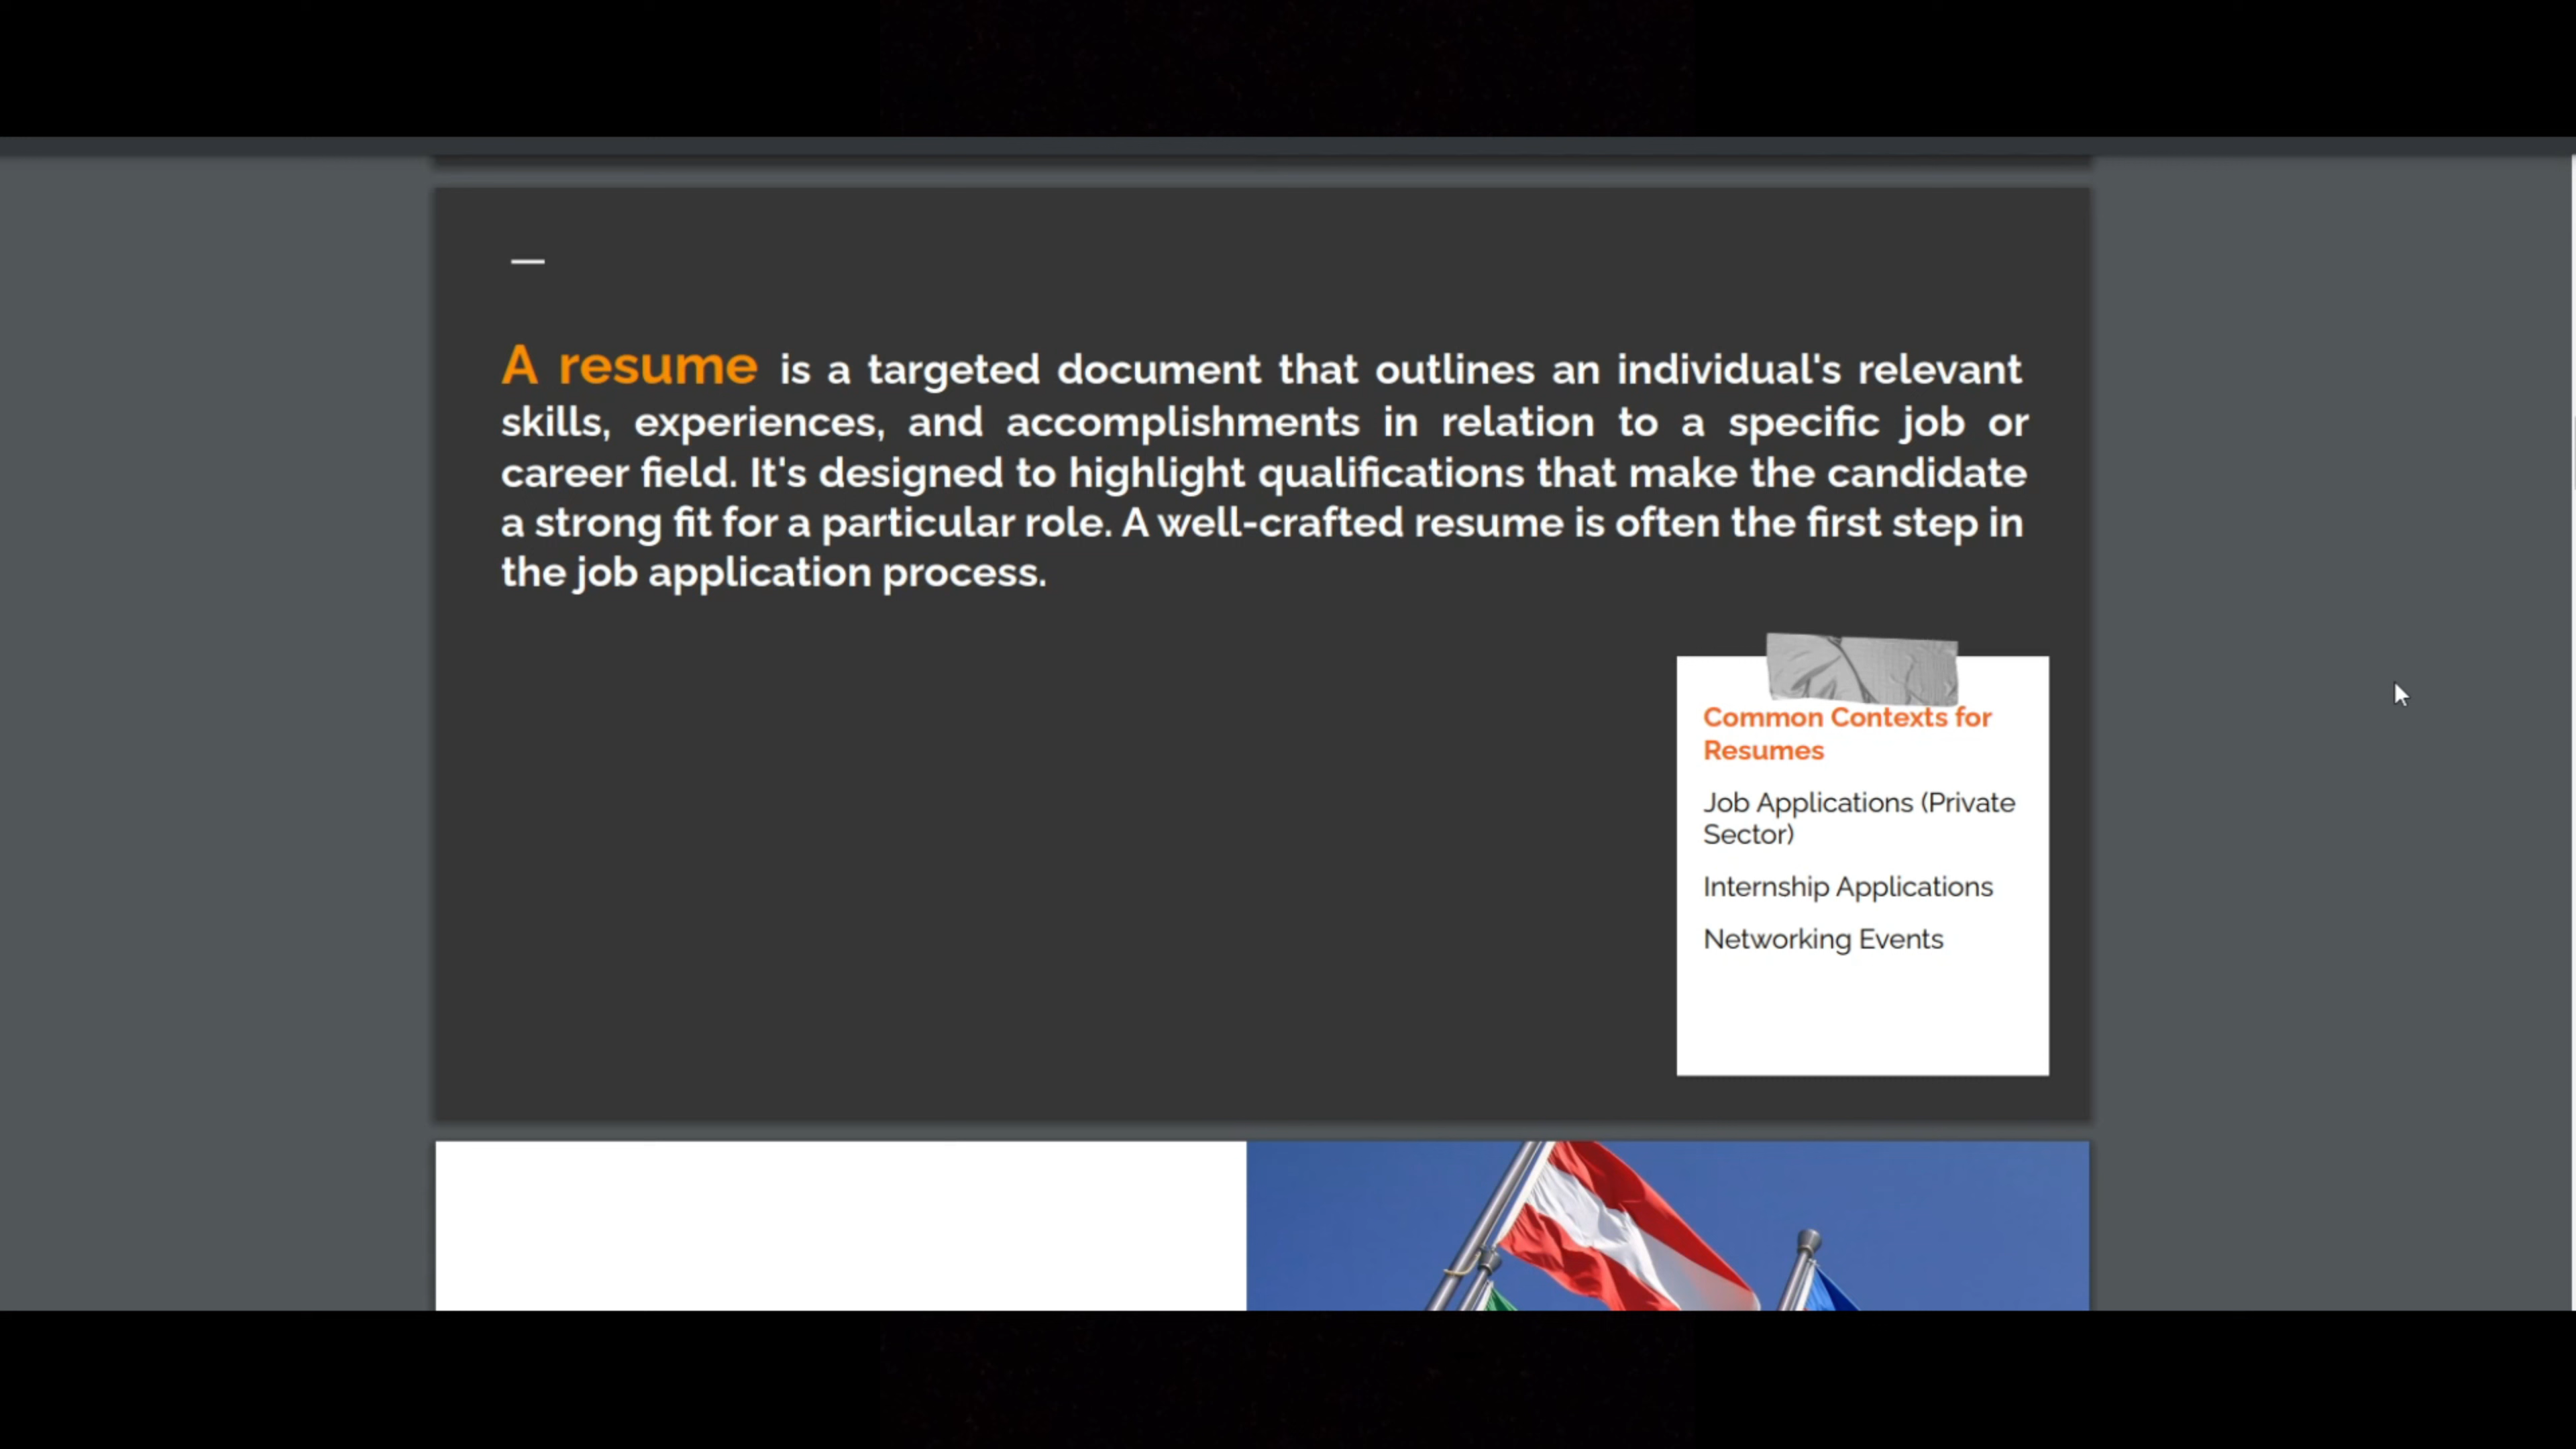 A resume is a targeted document that outlines an individual's relevant
skills, experiences, and accomplishments in relation to a specific job or
career field. It's designed to highlight qualifications that make the candidate
a strong fit for a particular role. A well-crafted resume is often the first step in
the job application process.
Common Contexts for
Resumes
Job Applications (Private
Sector)
Internship Applications
Networking Events